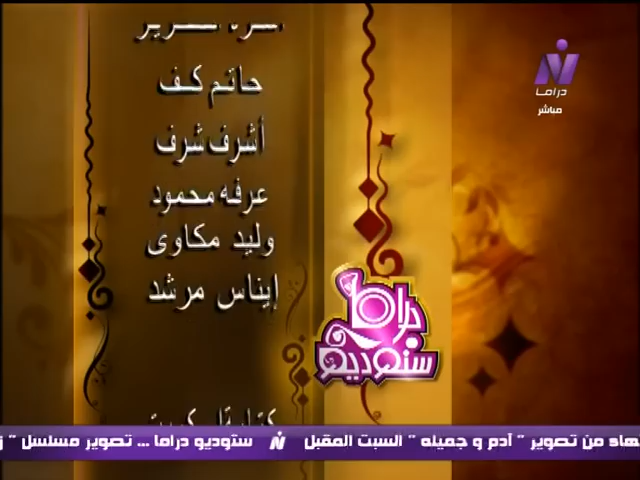 حاتم كف
أشرف شرف
عرفه محمود
وليد مكاوى
إيناس مرشد
دراما
مباشر
دراما
ستوديو
هاد من تصوير " آدم و جميله " السبت المقبل ستوديو دراما ... تصوير مسلسل " ز